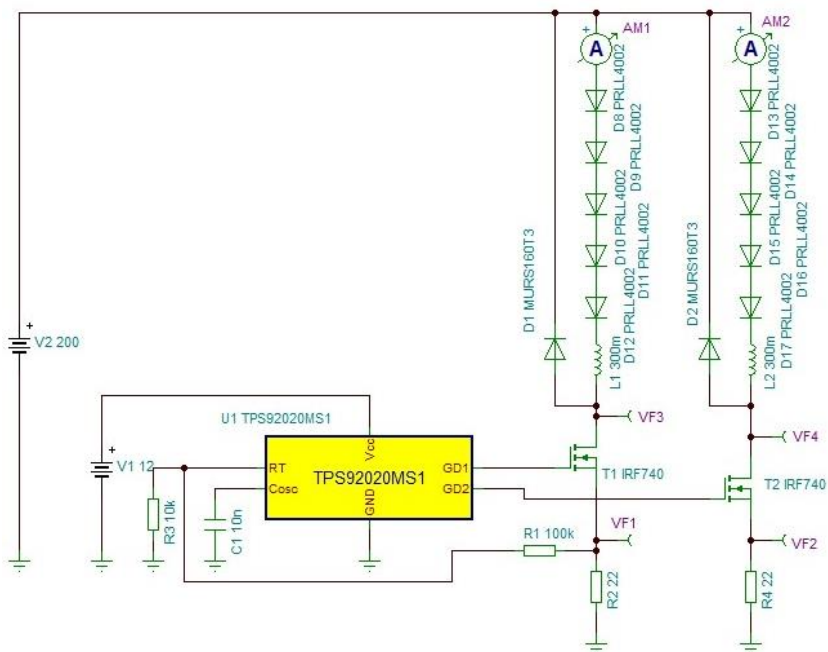 AM1
AM2
+
A
+
A
D8 PRLL4002
D9 PRLL4002
D10 PRLL4002
D11 PRLL4002
D12 PRLL4002
L1 300m
D13 PRLL4002
D14 PRLL4002
D15 PRLL4002
D16 PRLL4002
D17 PRLL4002
L2 300m
D1 MURS160T3
D2 MURS160T3
+
V2 200
U1 TPS92020MS1
VF3
VF4
+
V1 12
Vcc
RT
GD1
TPS92020MS1
Cosc
GD2
GND
T1 IRF740
T2 IRF740
R3 10k
C1 10n
R1 100k
VF1
VF2
R2 22
R4 22